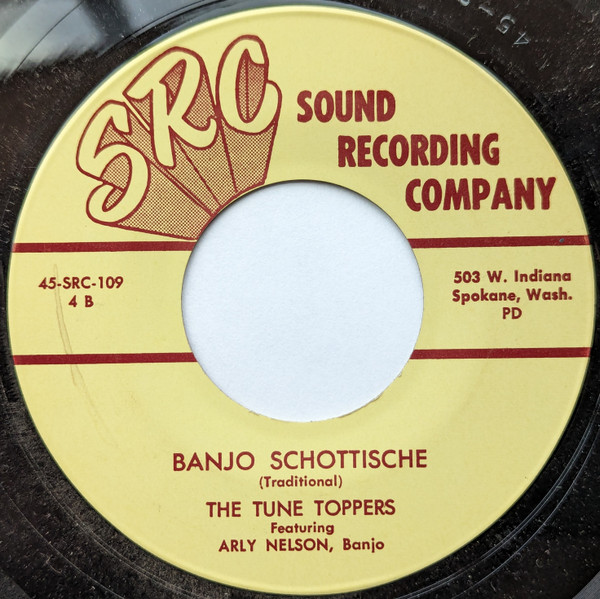 SRC
SOUND
RECORDING
COMPANY
45-SRC-109
4 B
503 W. Indiana
Spokane, Wash.
PD
BANJO SCHOTTISCHE
(Traditional)
THE TUNE TOPPERS
Featuring
ARLY NELSON, Banjo